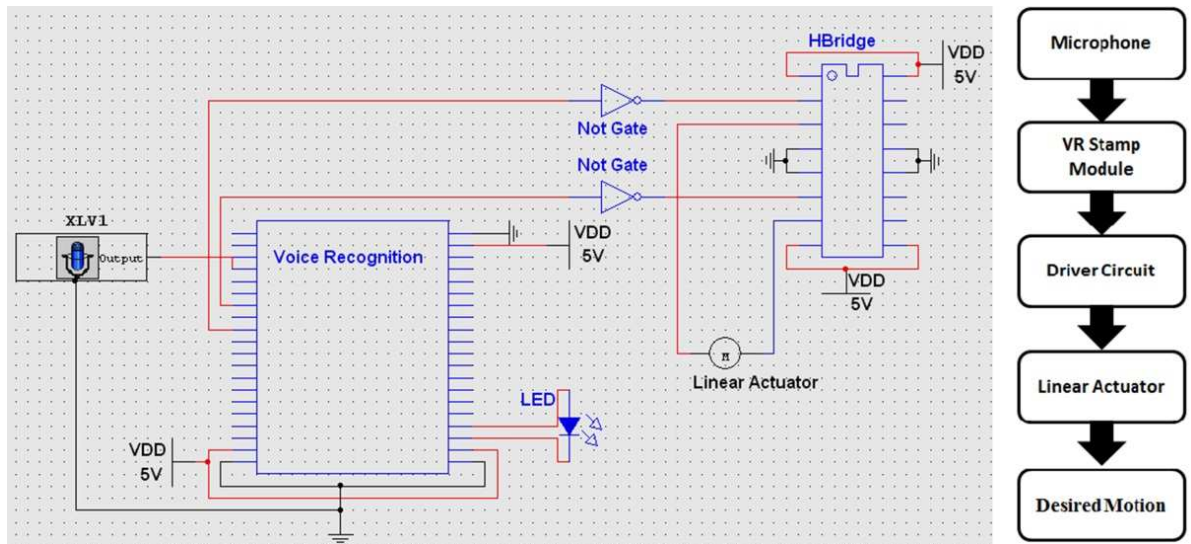 HBridge
VDD
5V
Not Gate
Not Gate
XLV1
Output
Voice Recognition
VDD
5V
VDD
5V
M
Linear Actuator
LED
VDD
5V
Microphone
VR Stamp
Module
Driver Circuit
Linear Actuator
Desired Motion